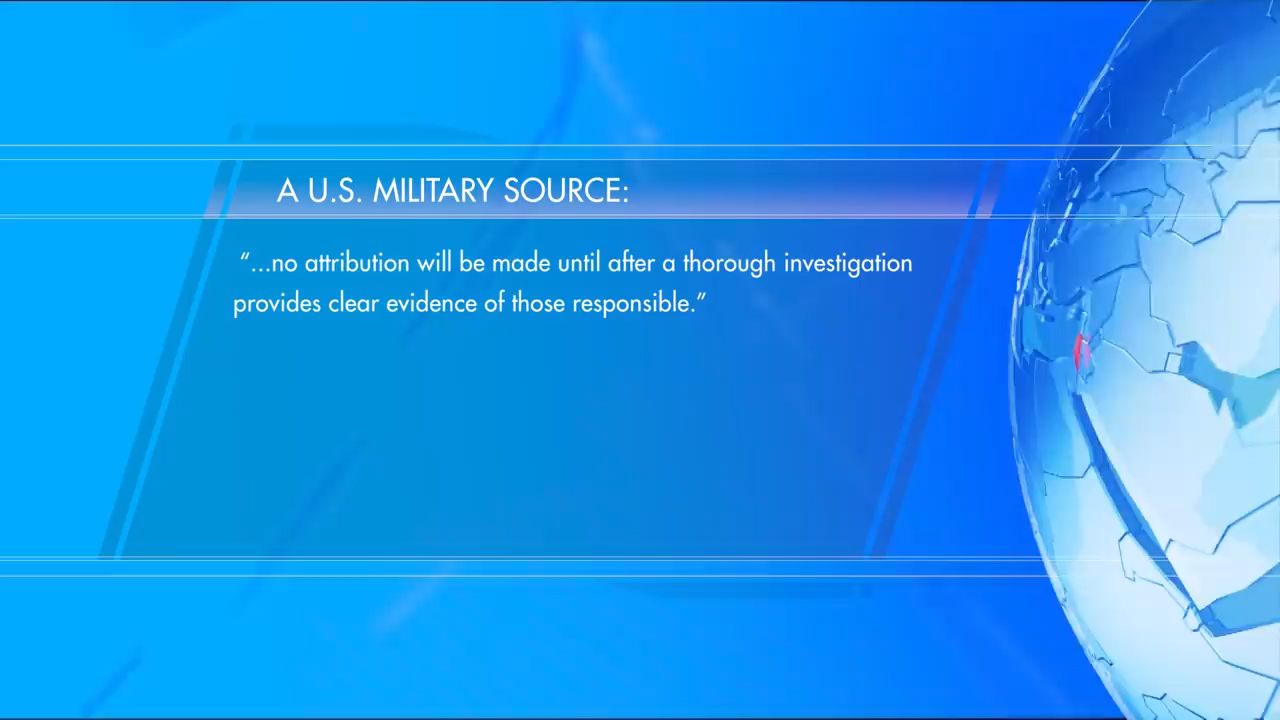 A U.S. MILITARY SOURCE:
“...no attribution will be made until after a thorough investigation
provides clear evidence of those responsible.”